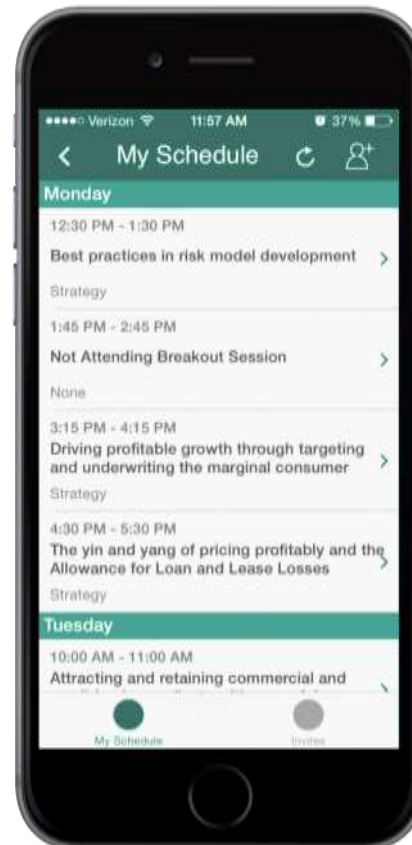 Verizon 11:57 AM 37%
My Schedule
Monday
12:30 PM - 1:30 PM
Best practices in risk model development
Strategy
1:45 PM - 2:45 PM
Not Attending Breakout Session
None
3:15 PM - 4:15 PM
Driving profitable growth through targeting
and underwriting the marginal consumer
Strategy
4:30 PM - 5:30 PM
The yin and yang of pricing profitably and the
Allowance for Loan and Lease Losses
Strategy
Tuesday
10:00 AM - 11:00 AM
Attracting and retaining commercial and
My Schedule Invites